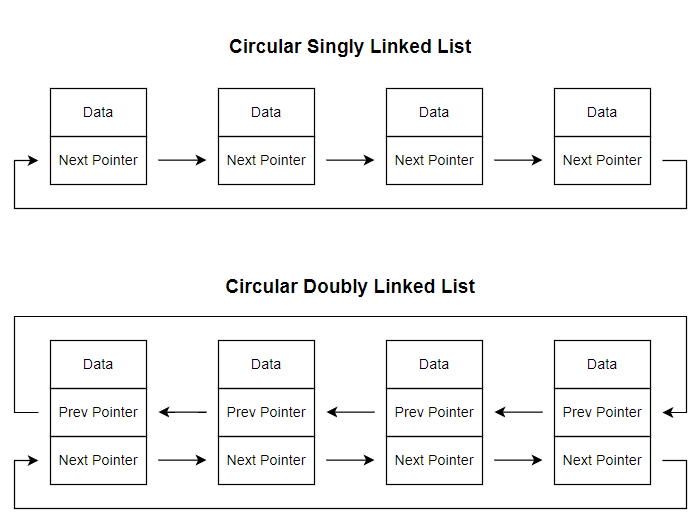 Circular Singly Linked List
Data Data Data Data
Next Pointer Next Pointer Next Pointer Next Pointer
Circular Doubly Linked List
Data Data Data Data
Prev Pointer Prev Pointer Prev Pointer Prev Pointer
Next Pointer Next Pointer Next Pointer Next Pointer